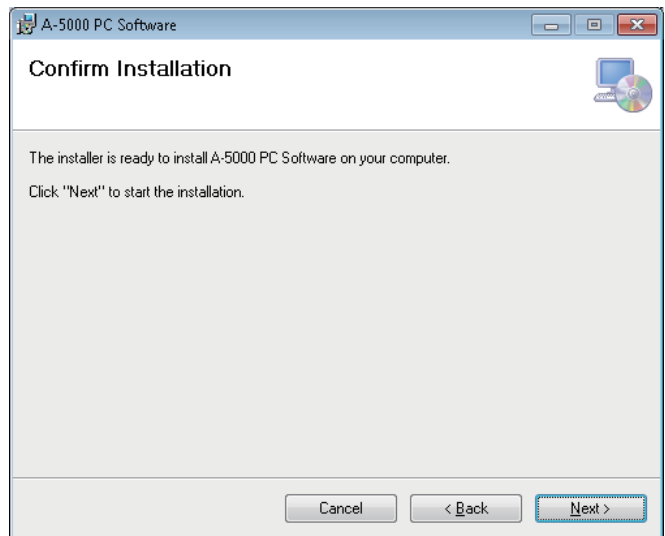 A-5000 PC Software
Confirm Installation
The installer is ready to install A-5000 PC Software on your computer.
Click "Next" to start the installation.
Cancel
< Back
Next >